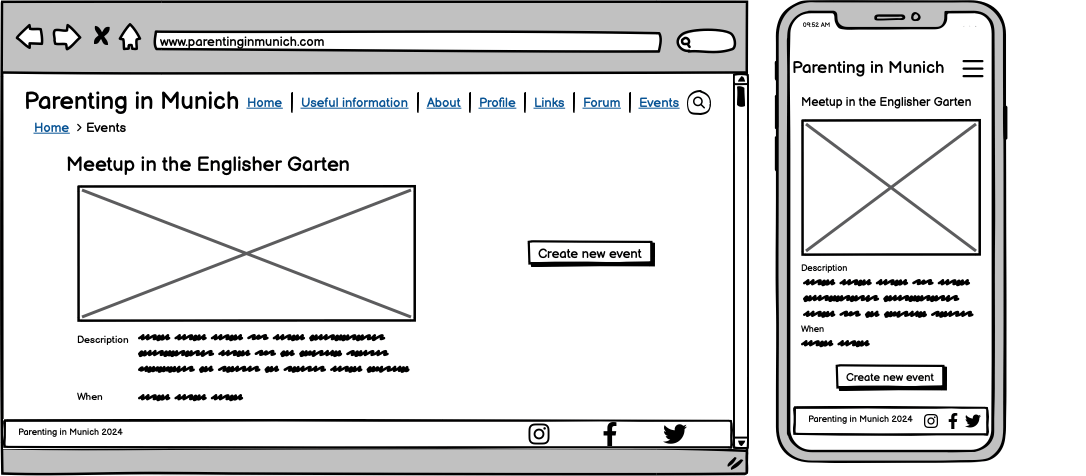 www.parentinginmunich.com
Parenting in Munich Home Useful information About Profile Links Forum Events
Home > Events
Meetup in the Englisher Garten
Create new event
Description
When
Parenting in Munich 2024
09:52 AM
Parenting in Munich
Meetup in the Englisher Garten
Description
When
Create new event
Parenting in Munich 2024